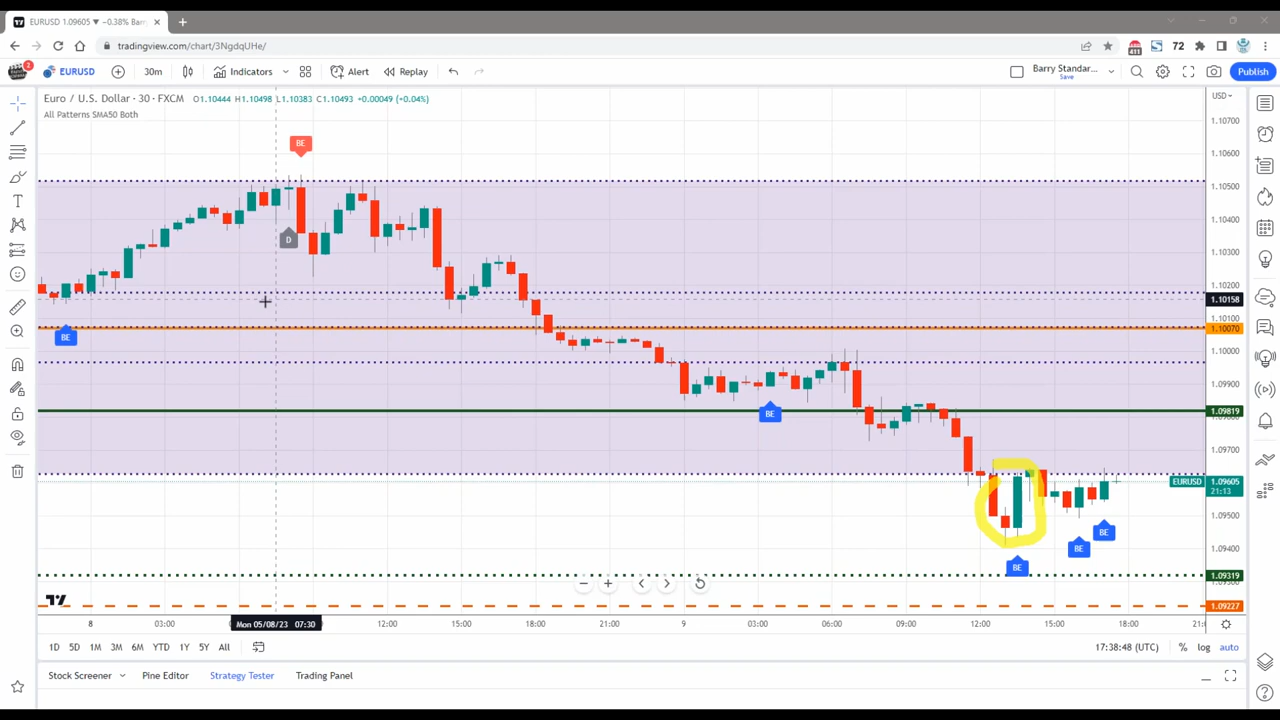 EURUSD 1.09605 ▼ −0.38% Barr
tradingview.com/chart/3NgdqUHe/
411
72
2
EURUSD
30m
Indicators
Alert
Replay
Barry Standar...
Save
Publish
Euro / U.S. Dollar · 30 · FXCM O1.10444 H1.10498 L1.10383 C1.10493 +0.00049 (+0.04%)
USD
All Patterns SMA50 Both
1.10700
1.10600
BE
1.10500
1.10400
D
1.10300
1.10200
1.10158
1.10100
1.10070
BE
1.10000
1.09900
BE
1.09819
1.09800
1.09700
EURUSD
1.09605
21:13
1.09500
BE
1.09400
BE
BE
1.09319
1.09227
8
03:00
Mon 05/08/23 07:30
12:00
15:00
18:00
21:00
9
03:00
06:00
09:00
12:00
15:00
18:00
21:
1D 5D 1M 3M 6M YTD 1Y 5Y All
17:38:48 (UTC)
%
log
auto
Stock Screener
Pine Editor
Strategy Tester
Trading Panel